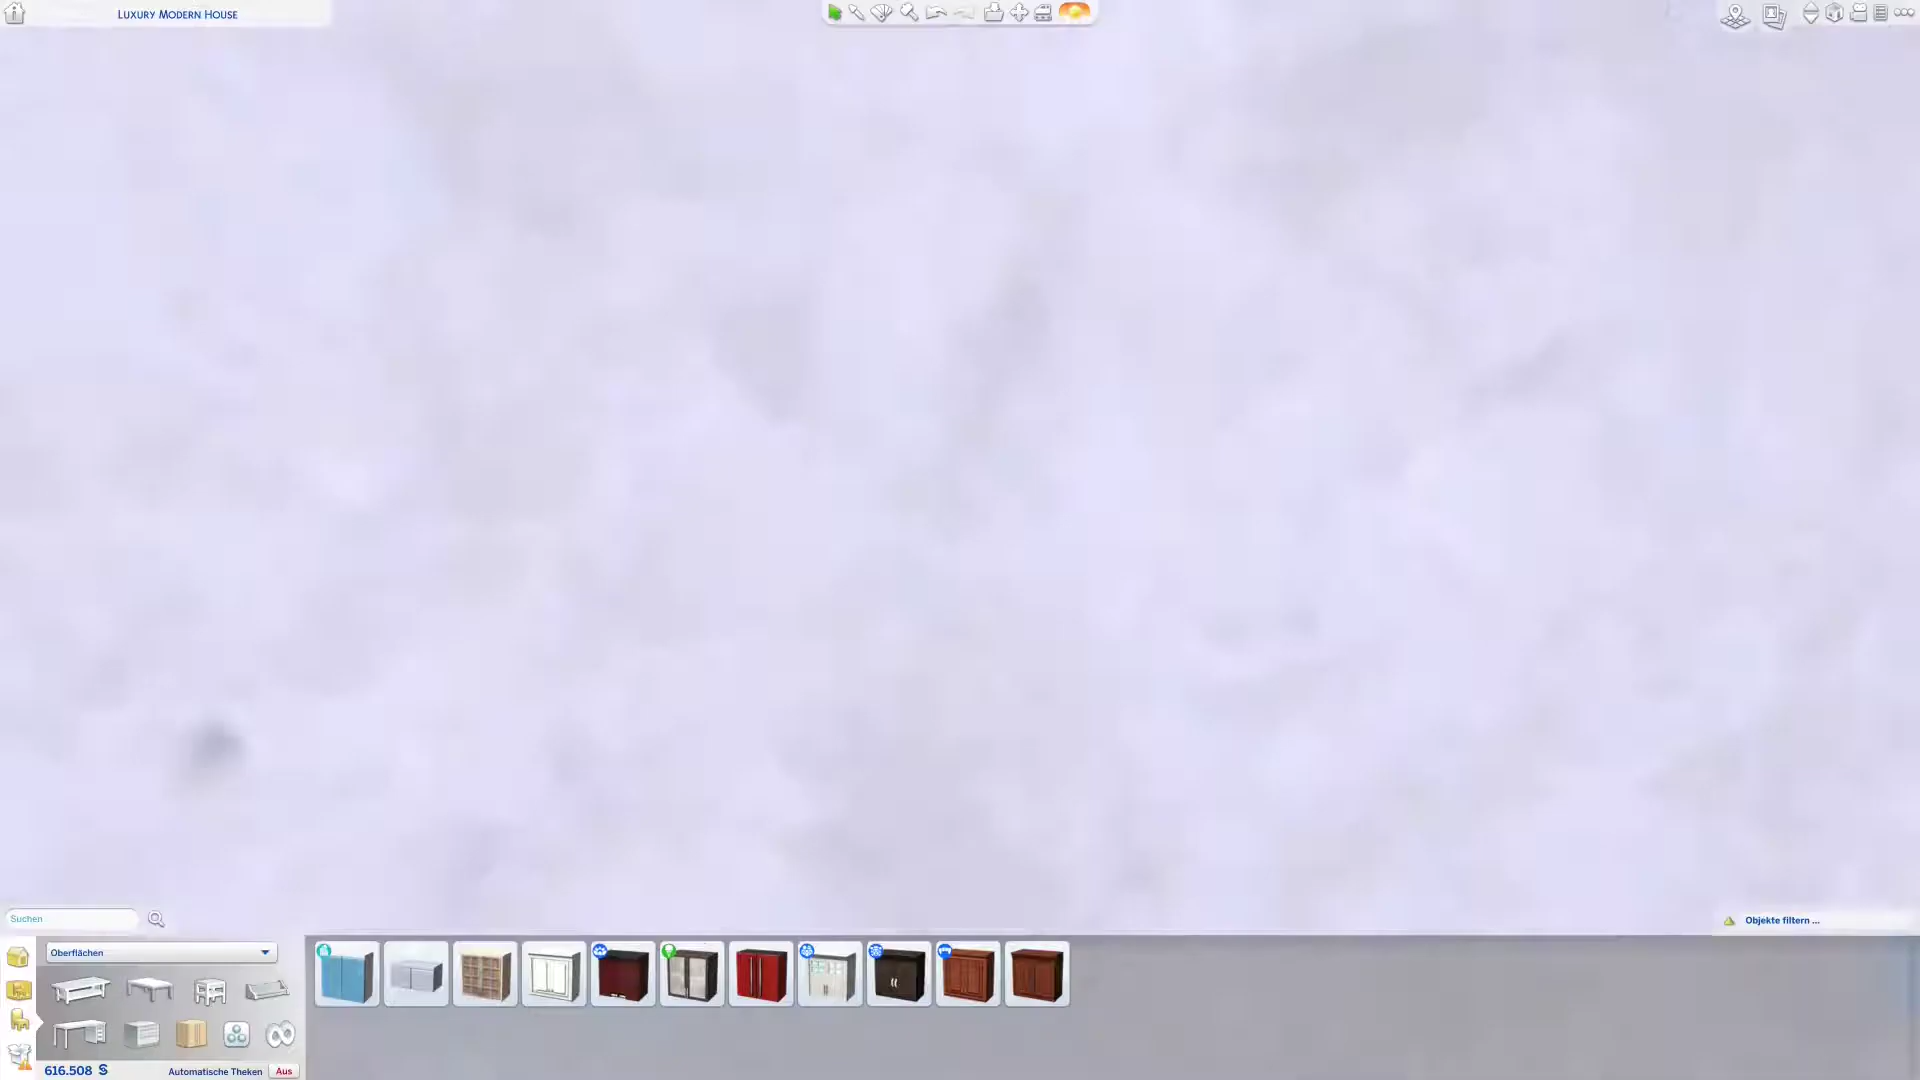 LUXURY MODERN HOUSE
Suchen
Objekte filtern ...
Oberflächen
616.508 S
Automatische Theken Aus